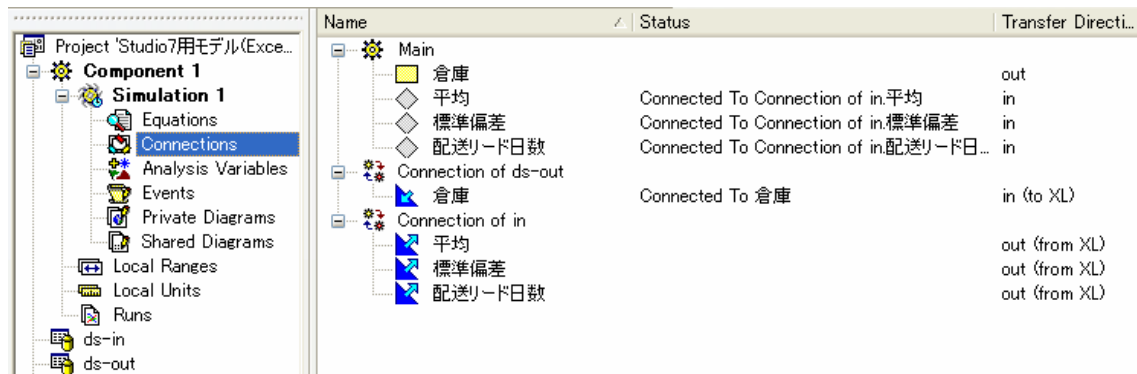 Project 'Studio7用モデル(Exce...
Component 1
Simulation 1
Equations
Connections
Analysis Variables
Events
Private Diagrams
Shared Diagrams
Local Ranges
Local Units
Runs
ds-in
ds-out
Name Status Transfer Directi...
Main
倉庫 out
平均 Connected To Connection of in.平均 in
標準偏差 Connected To Connection of in.標準偏差 in
配送リード日数 Connected To Connection of in.配送リード日... in
Connection of ds-out
倉庫 Connected To 倉庫 in (to XL)
Connection of in
平均 out (from XL)
標準偏差 out (from XL)
配送リード日数 out (from XL)